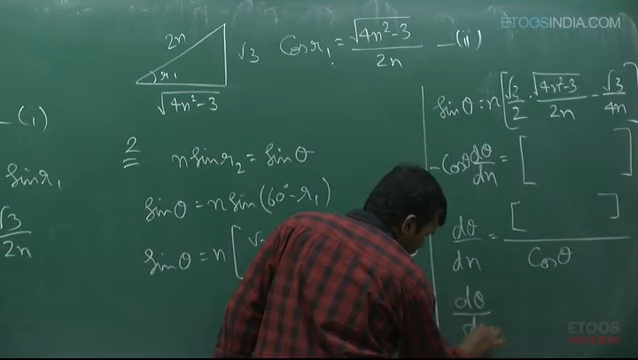 ETOOSINDIA.COM
2n
√3
r₁
√(4n²-3)
Cos r₁ = √(4n²-3) / 2n —(ii)
—(i)
Sin r₁
√3 / 2n
2 =
n Sin r₂ = Sin θ
Sin θ = n Sin(60° - r₁)
Sin θ = n [
Sin θ = n [ √3/2 · √(4n²-3)/2n - √3/4n ]
Cos θ dθ/dn = [ ]
dθ/dn = [ ] / Cos θ
dθ
d
ETOOS